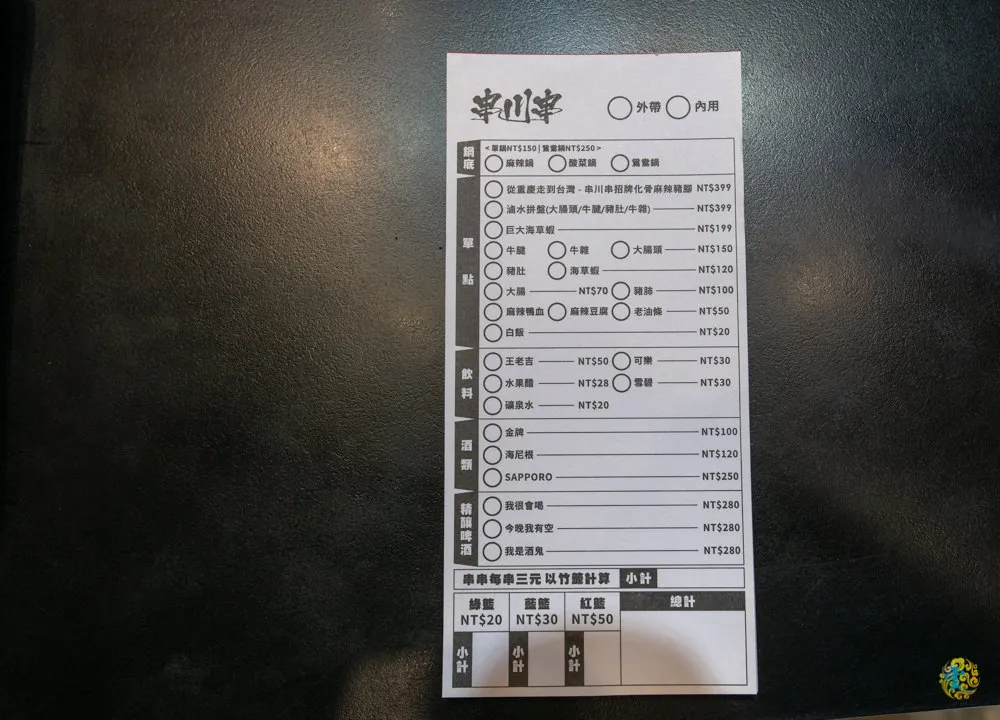 串川串 外帶 內用
鍋底
<單鍋NT$150|鴛鴦鍋NT$250>
麻辣鍋 酸菜鍋 鴛鴦鍋
單點
從重慶走到台灣 - 串川串招牌化骨麻辣豬腳 NT$399
滷水拼盤(大腸頭/牛腱/豬肚/牛雜) NT$399
巨大海草蝦 NT$199
牛腱 牛雜 大腸頭 NT$150
豬肚 海草蝦 NT$120
大腸 NT$70 豬肺 NT$100
麻辣鴨血 麻辣豆腐 老油條 NT$50
白飯 NT$20
飲料
王老吉 NT$50 可樂 NT$30
水果醋 NT$28 雪碧 NT$30
礦泉水 NT$20
酒類
金牌 NT$100
海尼根 NT$120
SAPPORO NT$250
精釀啤酒
我很會喝 NT$280
今晚我有空 NT$280
我是酒鬼 NT$280
串串每串三元 以竹籤計算 小計
綠籃 藍籃 紅籃 總計
NT$20 NT$30 NT$50
小計 小計 小計